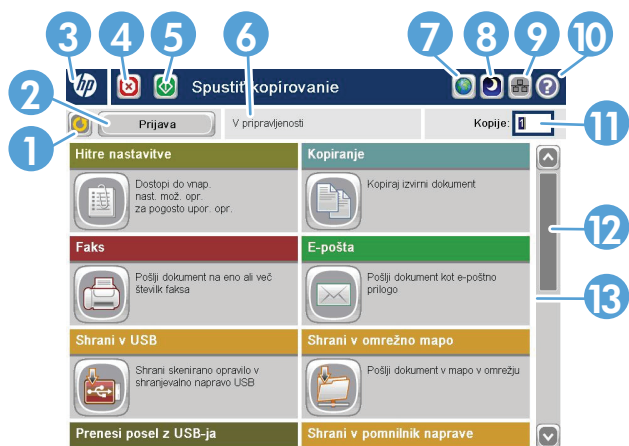 3 4 5 6 7 8 9 10
hp Spustiť kopírovanie ?
2 Prijava V pripravljenosti Kopije: 1 11
1
Hitre nastavitve
Dostopi do vnap.
nast. mož. opr.
za pogosto upor. opr.
Kopiranje
Kopiraj izvirni dokument
12
Faks
Pošlji dokument na eno ali več
številk faksa
E-pošta
Pošlji dokument kot e-poštno
prilogo
13
Shrani v USB
Shrani skenirano opravilo v
shranjevalno napravo USB
Shrani v omrežno mapo
Pošlji dokument v mapo v omrežju
Prenesi posel z USB-ja
Shrani v pomnilnik naprave